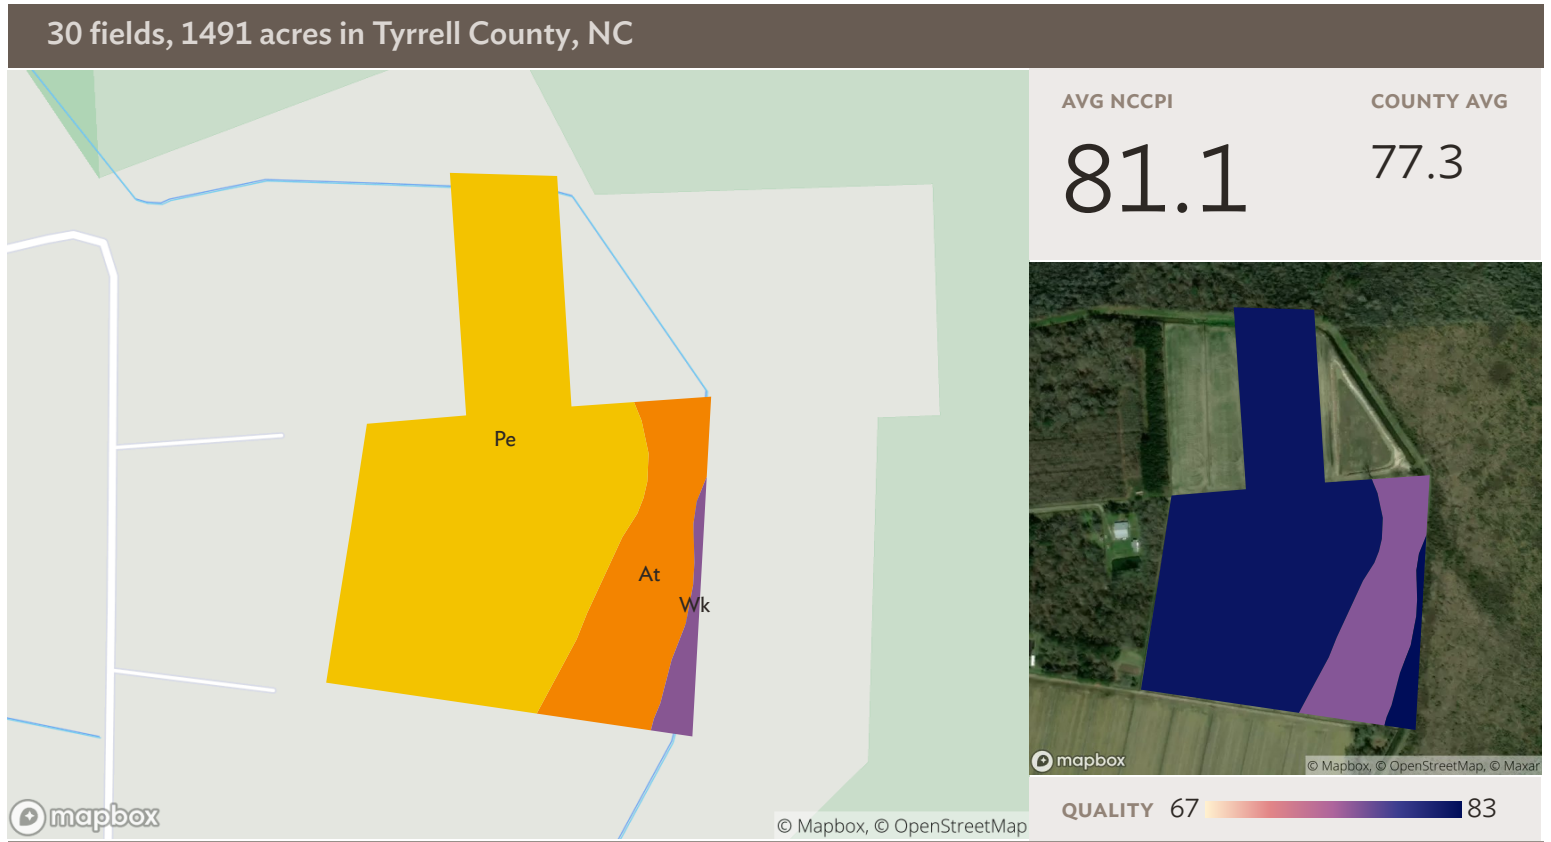 30 fields, 1491 acres in Tyrrell County, NC
AVG NCCPI
COUNTY AVG
81.1
77.3
Pe
At
Wk
mapbox
© Mapbox, © OpenStreetMap
mapbox
© Mapbox, © OpenStreetMap, © Maxar
QUALITY 67 83